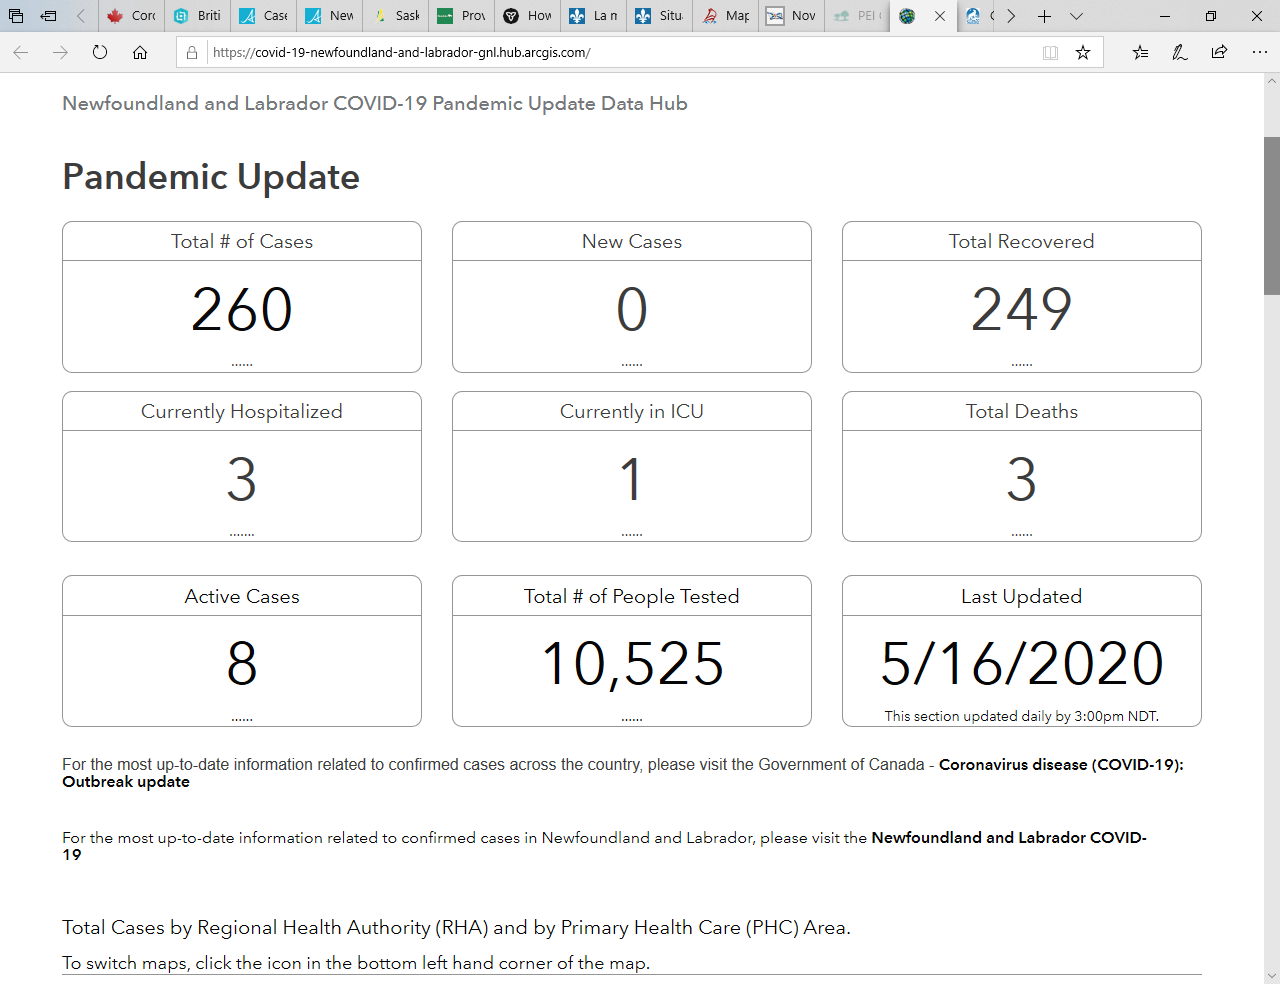 Corc
Briti
Case
New
Sask
Prov
How
La m
Situ
Map
Nov
PEI
https://covid-19-newfoundland-and-labrador-gnl.hub.arcgis.com/
Newfoundland and Labrador COVID-19 Pandemic Update Data Hub
Pandemic Update
Total # of Cases
260
......
New Cases
0
......
Total Recovered
249
......
Currently Hospitalized
3
.......
Currently in ICU
1
......
Total Deaths
3
......
Active Cases
8
......
Total # of People Tested
10,525
......
Last Updated
5/16/2020
This section updated daily by 3:00pm NDT.
For the most up-to-date information related to confirmed cases across the country, please visit the Government of Canada - Coronavirus disease (COVID-19):
Outbreak update
For the most up-to-date information related to confirmed cases in Newfoundland and Labrador, please visit the Newfoundland and Labrador COVID-
19
Total Cases by Regional Health Authority (RHA) and by Primary Health Care (PHC) Area.
To switch maps, click the icon in the bottom left hand corner of the map.